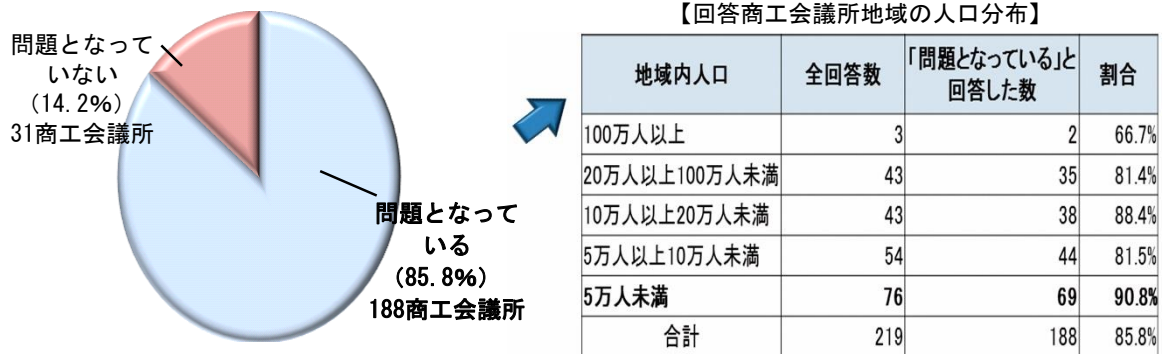 問題となって
いない
(14.2%)
31商工会議所
問題となって
いる
(85.8%)
188商工会議所
【回答商工会議所地域の人口分布】
地域内人口 全回答数 「問題となっている」と回答した数 割合
100万人以上 3 2 66.7%
20万人以上100万人未満 43 35 81.4%
10万人以上20万人未満 43 38 88.4%
5万人以上10万人未満 54 44 81.5%
5万人未満 76 69 90.8%
合計 219 188 85.8%